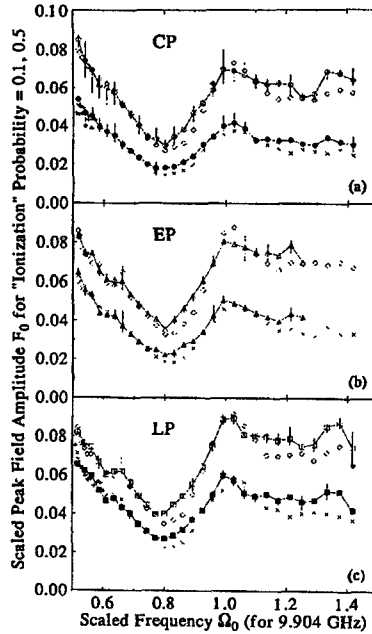 Scaled Peak Field Amplitude F₀ for "Ionization" Probability = 0.1, 0.5
0.10
0.08
0.06
0.04
0.02
0.00
CP
(a)
0.08
0.06
0.04
0.02
0.00
EP
(b)
0.08
0.06
0.04
0.02
0.00
LP
(c)
0.6 0.8 1.0 1.2 1.4
Scaled Frequency Ω₀ (for 9.904 GHz)